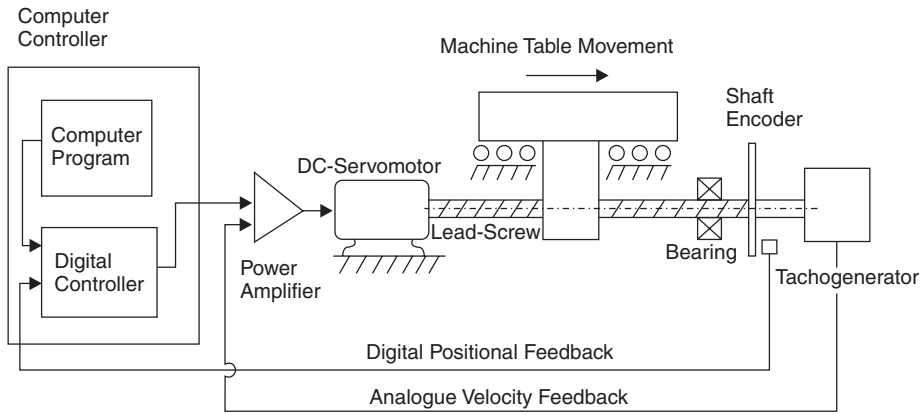 Computer
Controller
Machine Table Movement
Shaft
Encoder
Computer
Program
DC-Servomotor
Lead-Screw
Bearing
Digital
Controller
Power
Amplifier
Tachogenerator
Digital Positional Feedback
Analogue Velocity Feedback